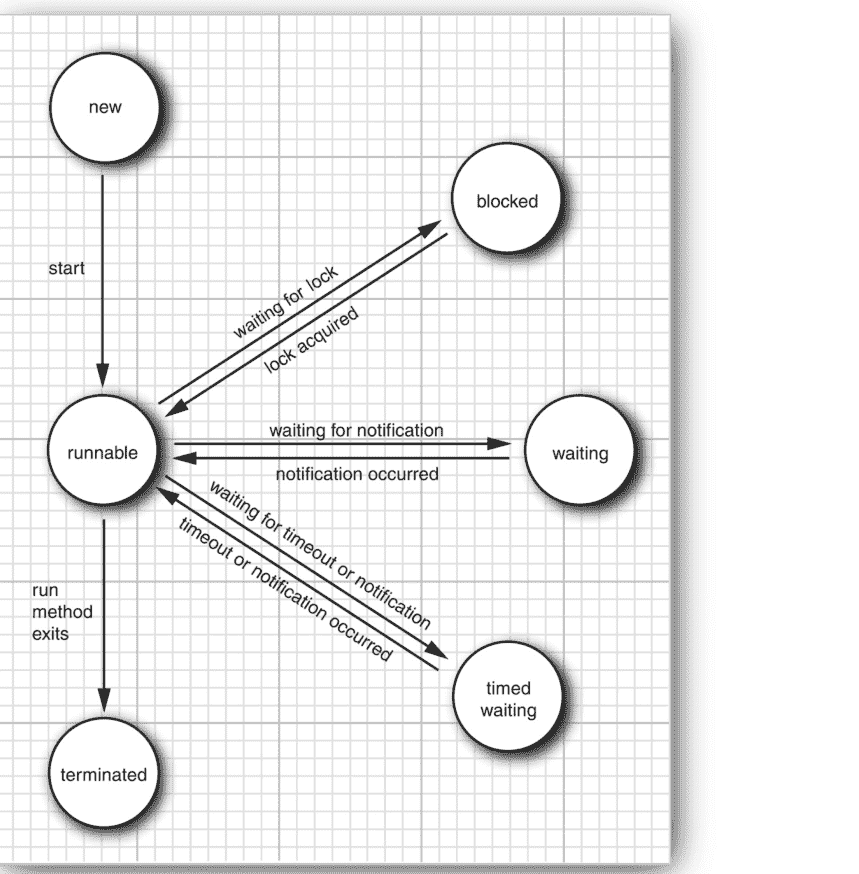 new
blocked
start
waiting for lock
lock acquired
waiting for notification
runnable
waiting
notification occurred
waiting for timeout or notification
timeout or notification occurred
run
method
exits
timed
waiting
terminated